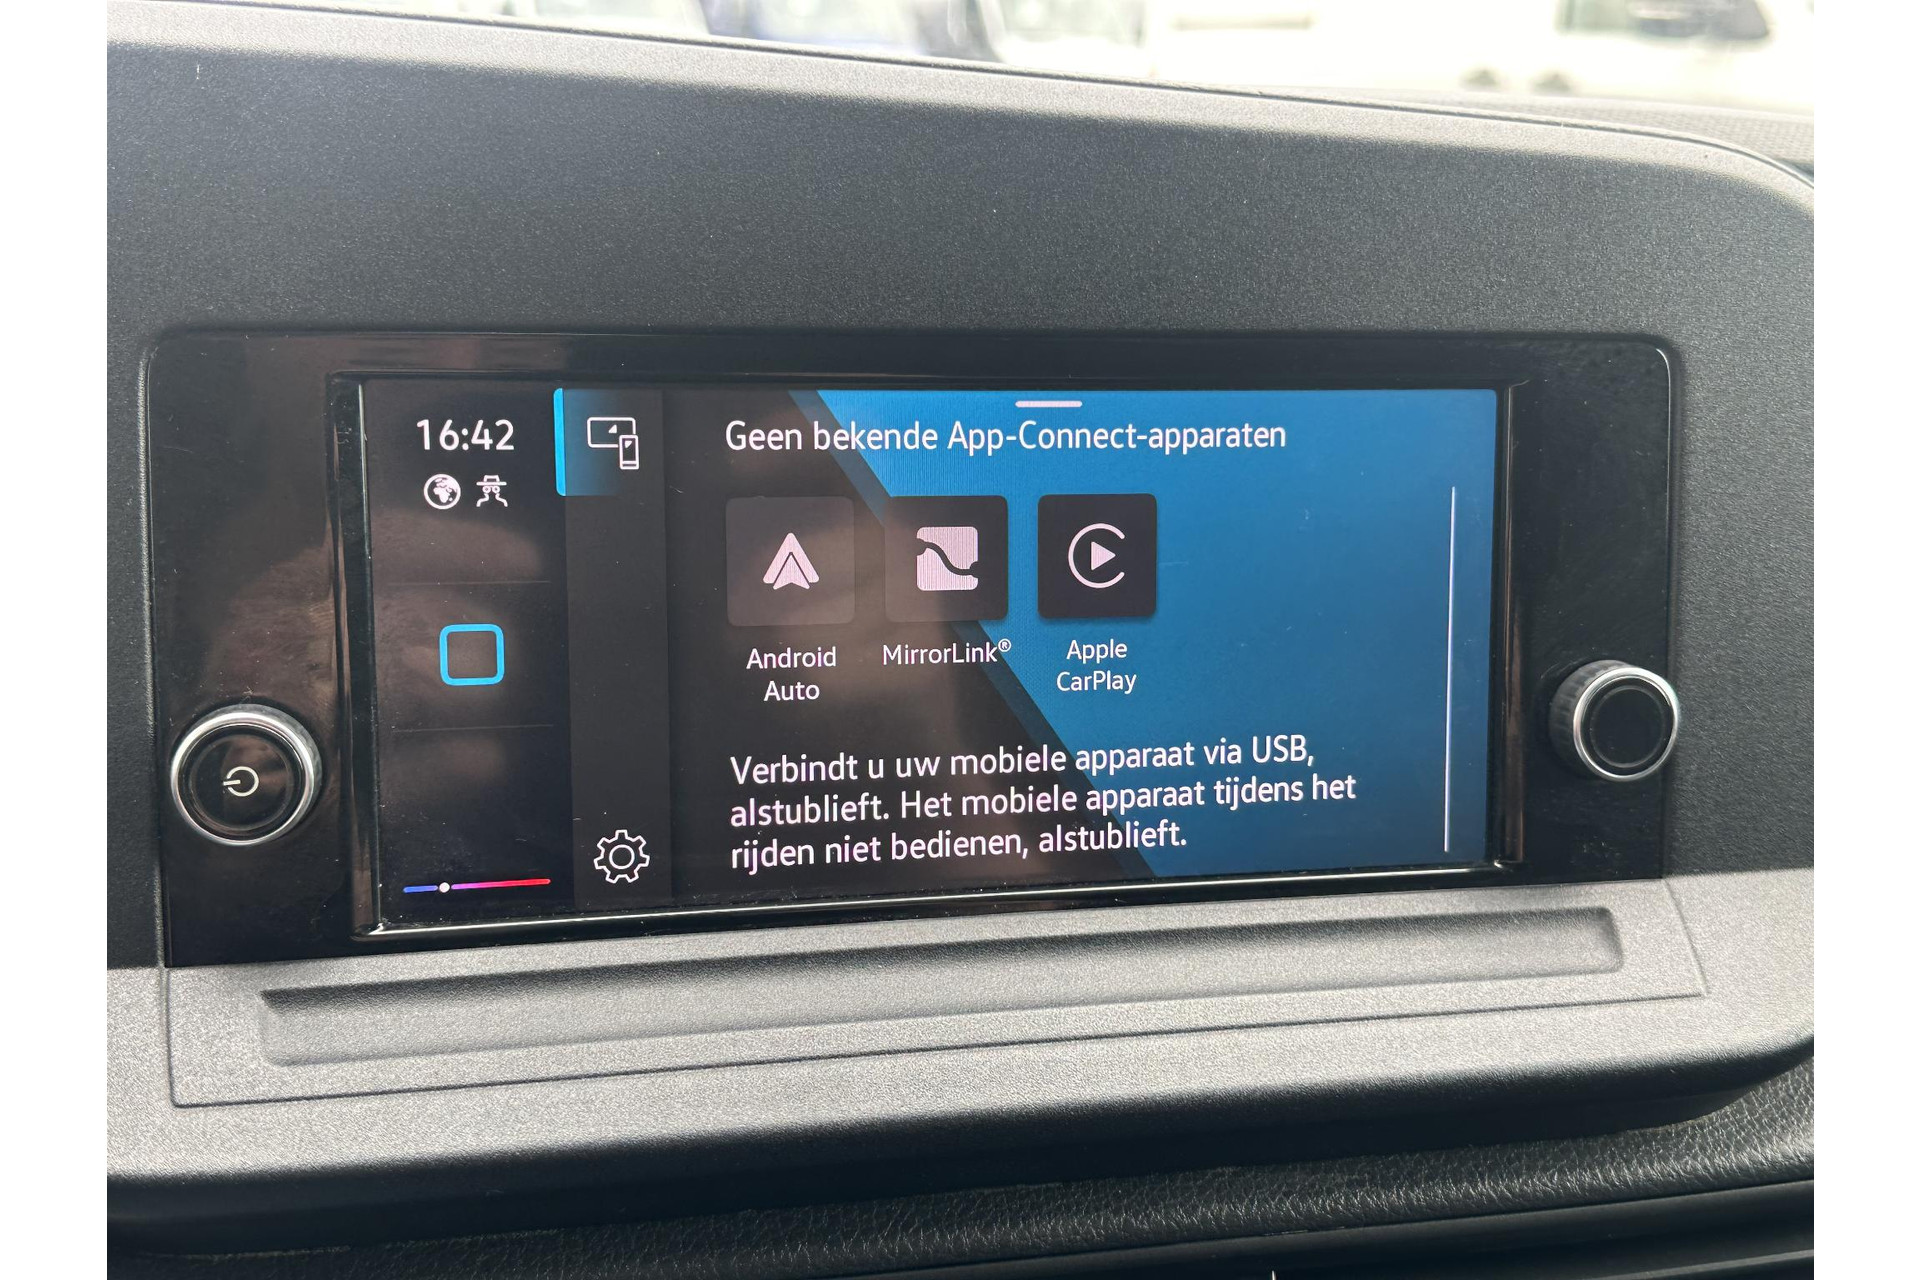 16:42
Geen bekende App-Connect-apparaten
Android
Auto
MirrorLink®
Apple
CarPlay
Verbindt u uw mobiele apparaat via USB,
alstublieft. Het mobiele apparaat tijdens het
rijden niet bedienen, alstublieft.